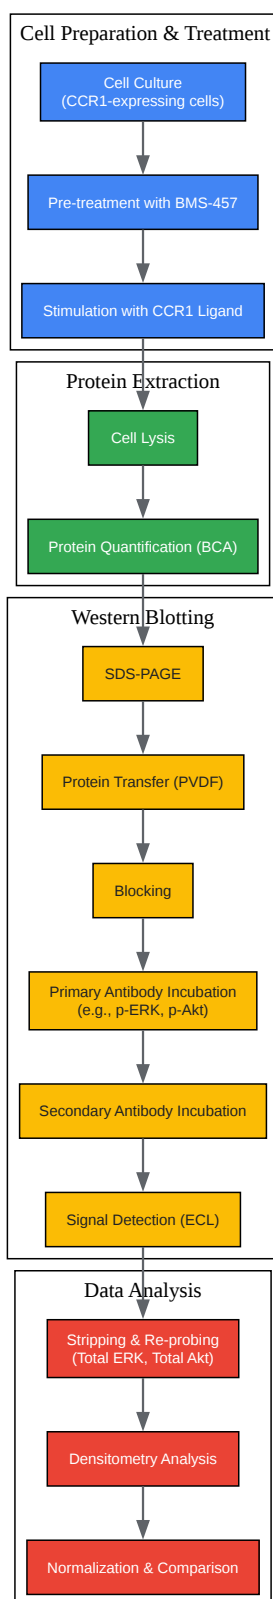 Cell Preparation & Treatment
Cell Culture
(CCR1-expressing cells)
Pre-treatment with BMS-457
Stimulation with CCR1 Ligand
Protein Extraction
Cell Lysis
Protein Quantification (BCA)
Western Blotting
SDS-PAGE
Protein Transfer (PVDF)
Blocking
Primary Antibody Incubation
(e.g., p-ERK, p-Akt)
Secondary Antibody Incubation
Signal Detection (ECL)
Data Analysis
Stripping & Re-probing
(Total ERK, Total Akt)
Densitometry Analysis
Normalization & Comparison